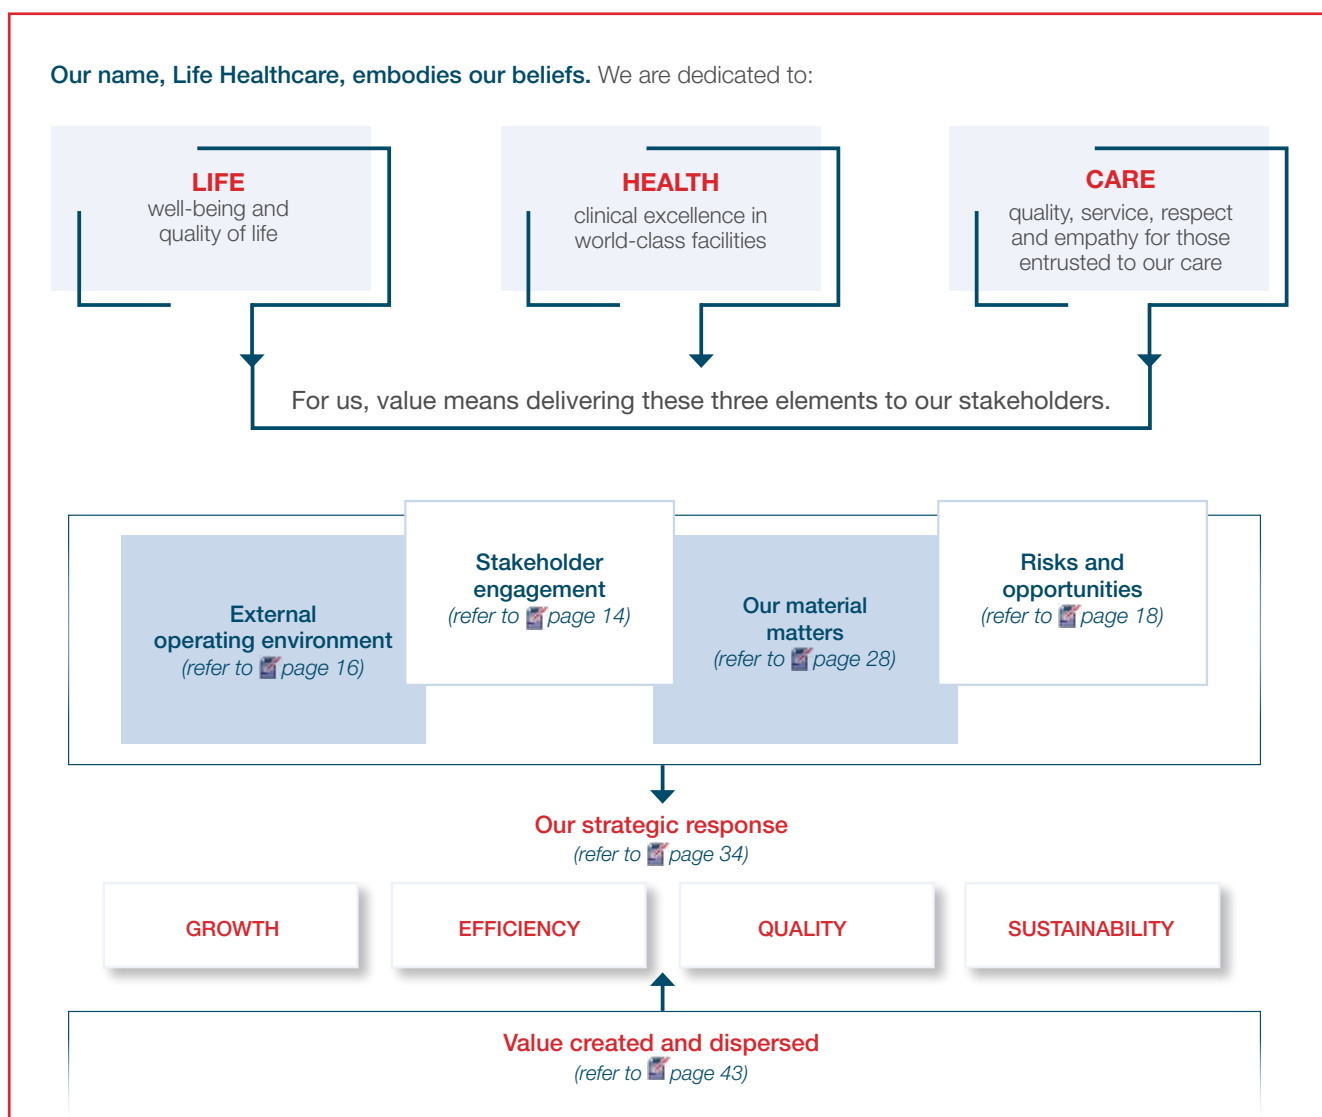 Our name, Life Healthcare, embodies our beliefs. We are dedicated to:
LIFE
well-being and
quality of life
HEALTH
clinical excellence in
world-class facilities
CARE
quality, service, respect
and empathy for those
entrusted to our care
For us, value means delivering these three elements to our stakeholders.
External
operating environment
(refer to page 16)
Stakeholder
engagement
(refer to page 14)
Our material
matters
(refer to page 28)
Risks and
opportunities
(refer to page 18)
Our strategic response
(refer to page 34)
GROWTH
EFFICIENCY
QUALITY
SUSTAINABILITY
Value created and dispersed
(refer to page 43)